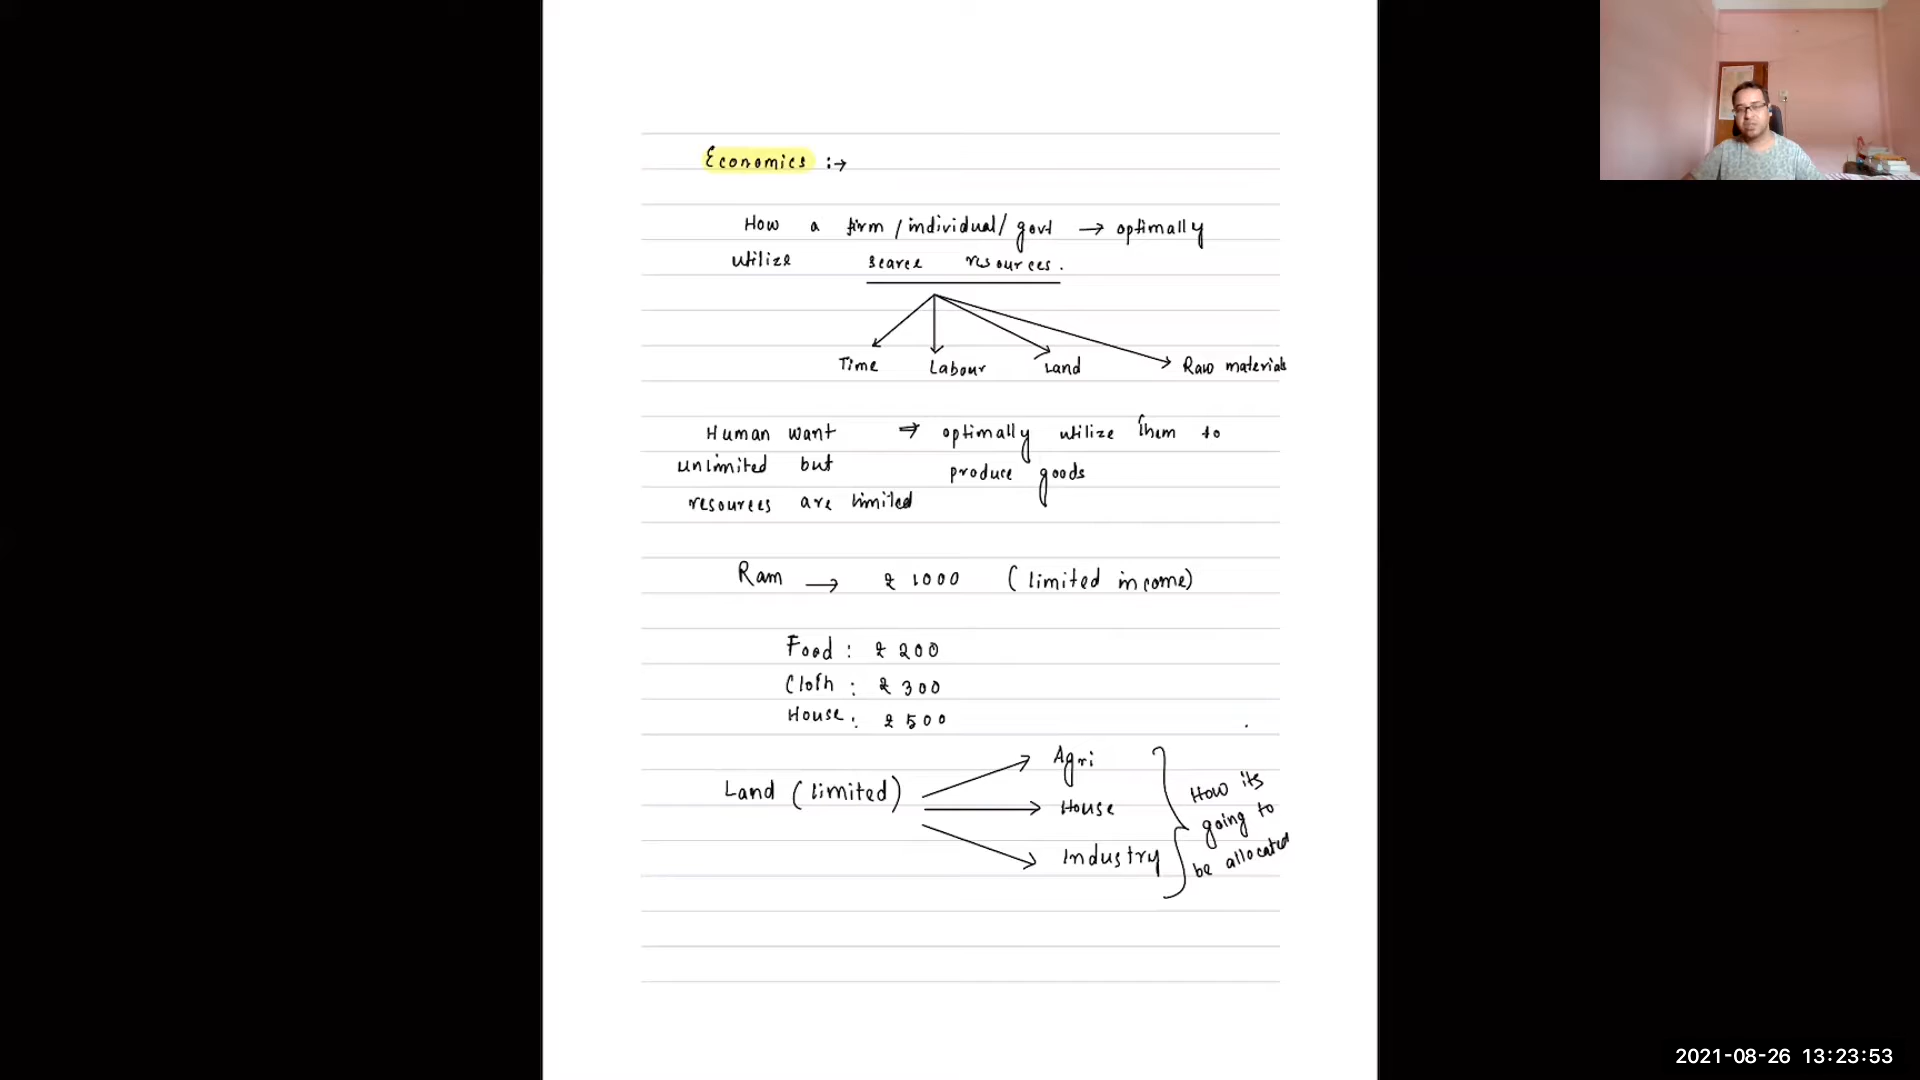 Economics :→
How a firm / individual / govt → optimally
utilize scarce resources.
Time Labour Land Raw materials
Human want ⇒ optimally utilize them to
unlimited but produce goods
resources are limited
Ram → ₹ 1000 (limited income)
Food : ₹ 200
Cloth : ₹ 300
House : ₹ 500
Land (limited)
Agri
House
Industry
How its
going to
be allocated
2021-08-26 13:23:53